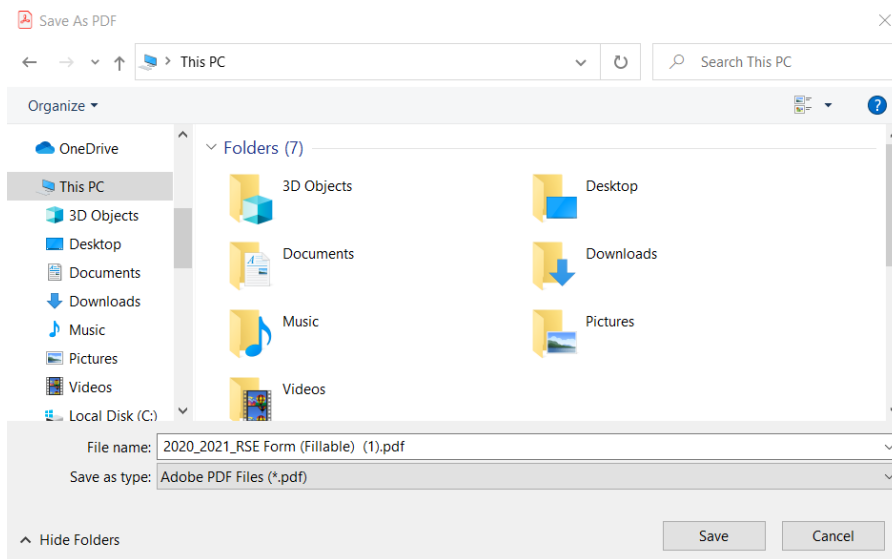 Save As PDF
This PC
Search This PC
Organize
OneDrive
This PC
3D Objects
Desktop
Documents
Downloads
Music
Pictures
Videos
Local Disk (C:)
Folders (7)
3D Objects
Desktop
Documents
Downloads
Music
Pictures
Videos
File name: 2020_2021_RSE Form (Fillable)  (1).pdf
Save as type: Adobe PDF Files (*.pdf)
Hide Folders
Save
Cancel